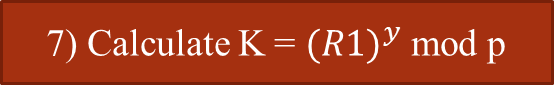 7) Calculate K = (R1)^y mod p